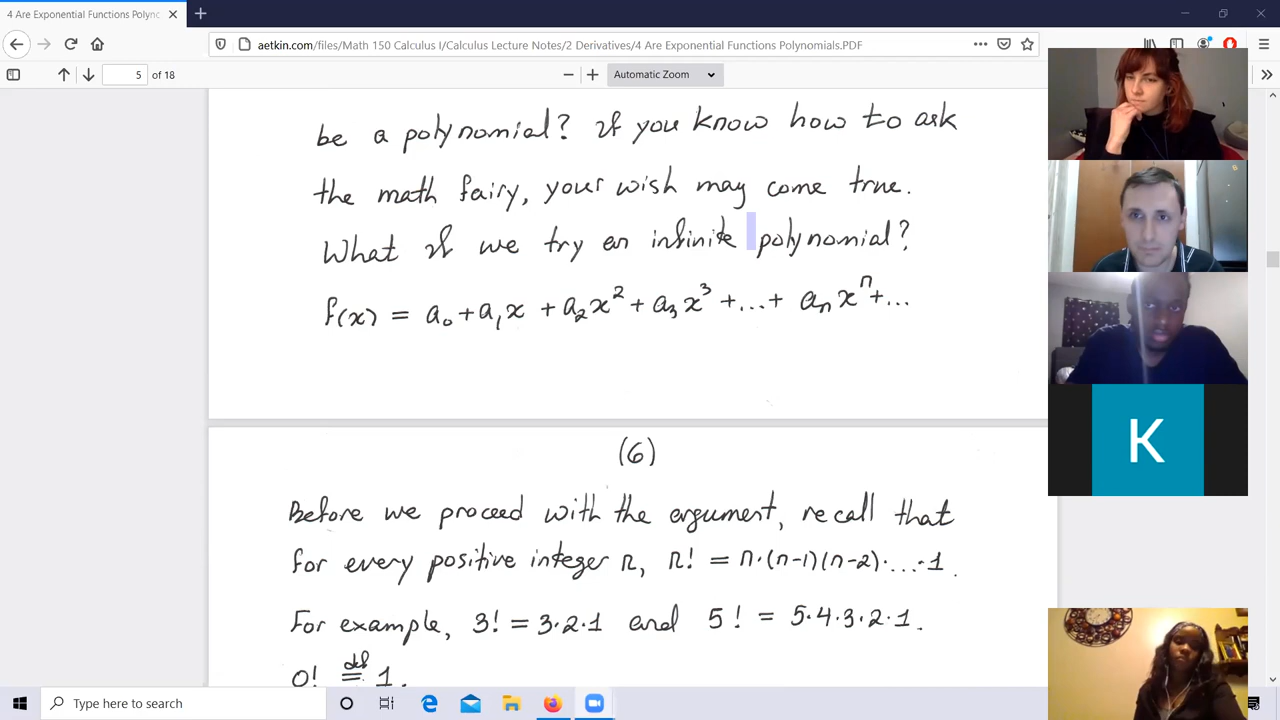 4 Are Exponential Functions Polync
aetkin.com/files/Math 150 Calculus I/Calculus Lecture Notes/2 Derivatives/4 Are Exponential Functions Polynomials.PDF
5 of 18
Automatic Zoom
be a polynomial? If you know how to ask
the math fairy, your wish may come true.
What if we try an infinite polynomial?
f(x) = a₀ + a₁x + a₂x² + a₃x³ + ... + aₙxⁿ + ...
(6)
Before we proceed with the argument, recall that
for every positive integer n, n! = n·(n-1)(n-2)·...·1.
For example, 3! = 3·2·1 and 5! = 5·4·3·2·1.
0! def= 1.
K
Type here to search